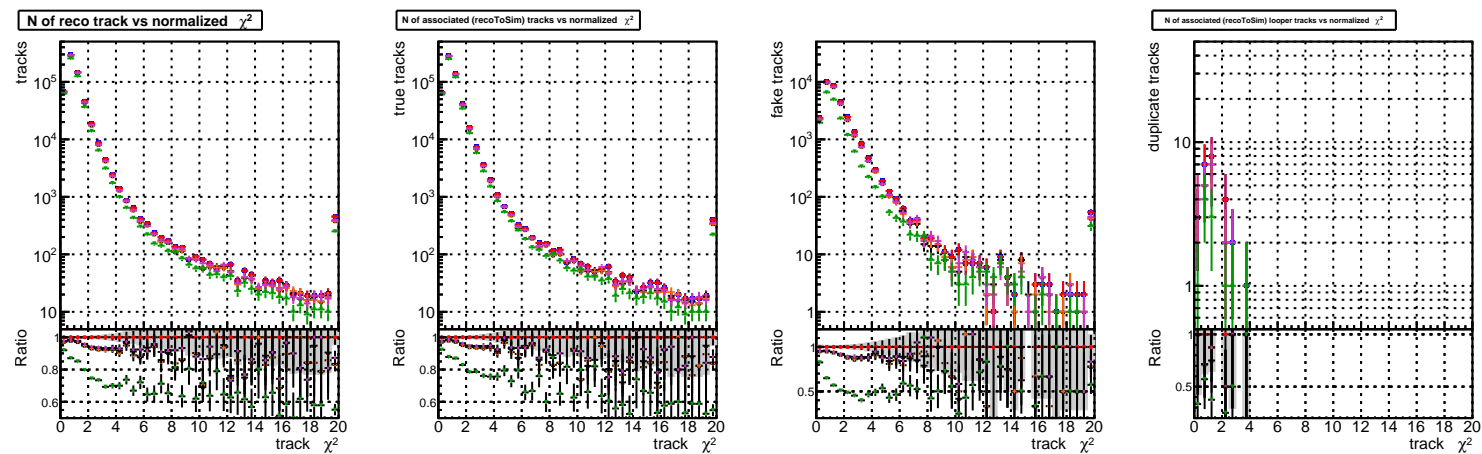 N of reco track vs normalized χ²
tracks
10⁵
10⁴
10³
10²
10
Ratio
1
0.8
0.6
0 2 4 6 8 10 12 14 16 18 20
track χ²
N of associated (recoToSim) tracks vs normalized χ²
true tracks
10⁵
10⁴
10³
10²
10
Ratio
1
0.8
0.6
0 2 4 6 8 10 12 14 16 18 20
track χ²
fake tracks
10⁴
10³
10²
10
1
Ratio
1
0.5
0 2 4 6 8 10 12 14 16 18 20
track χ²
N of associated (recoToSim) looper tracks vs normalized χ²
duplicate tracks
10
1
Ratio
1
0.5
0 2 4 6 8 10 12 14 16 18 20
track χ²